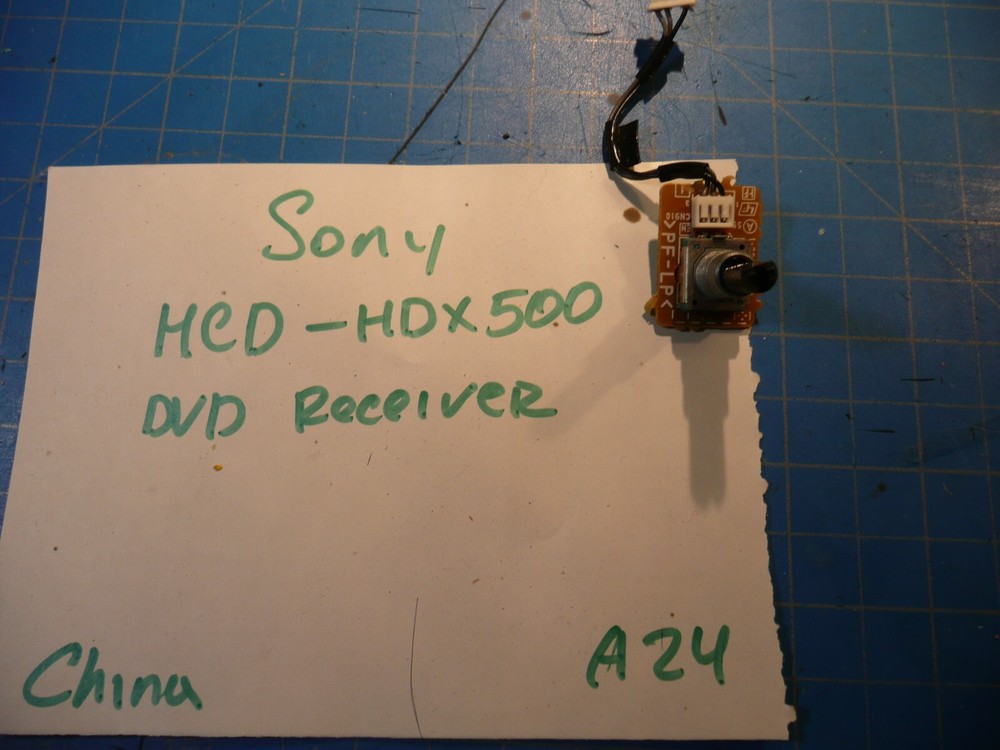 Sony
HCD-HDX500
DVD Receiver
China
A24
CN910
>PF-LP<